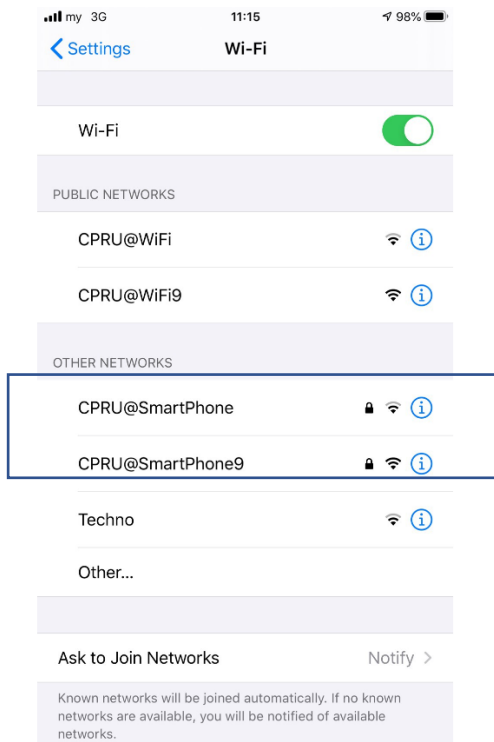 my 3G 11:15 98%
Settings Wi-Fi
Wi-Fi
PUBLIC NETWORKS
CPRU@WiFi
CPRU@WiFi9
OTHER NETWORKS
CPRU@SmartPhone
CPRU@SmartPhone9
Techno
Other...
Ask to Join Networks Notify
Known networks will be joined automatically. If no known
networks are available, you will be notified of available
networks.